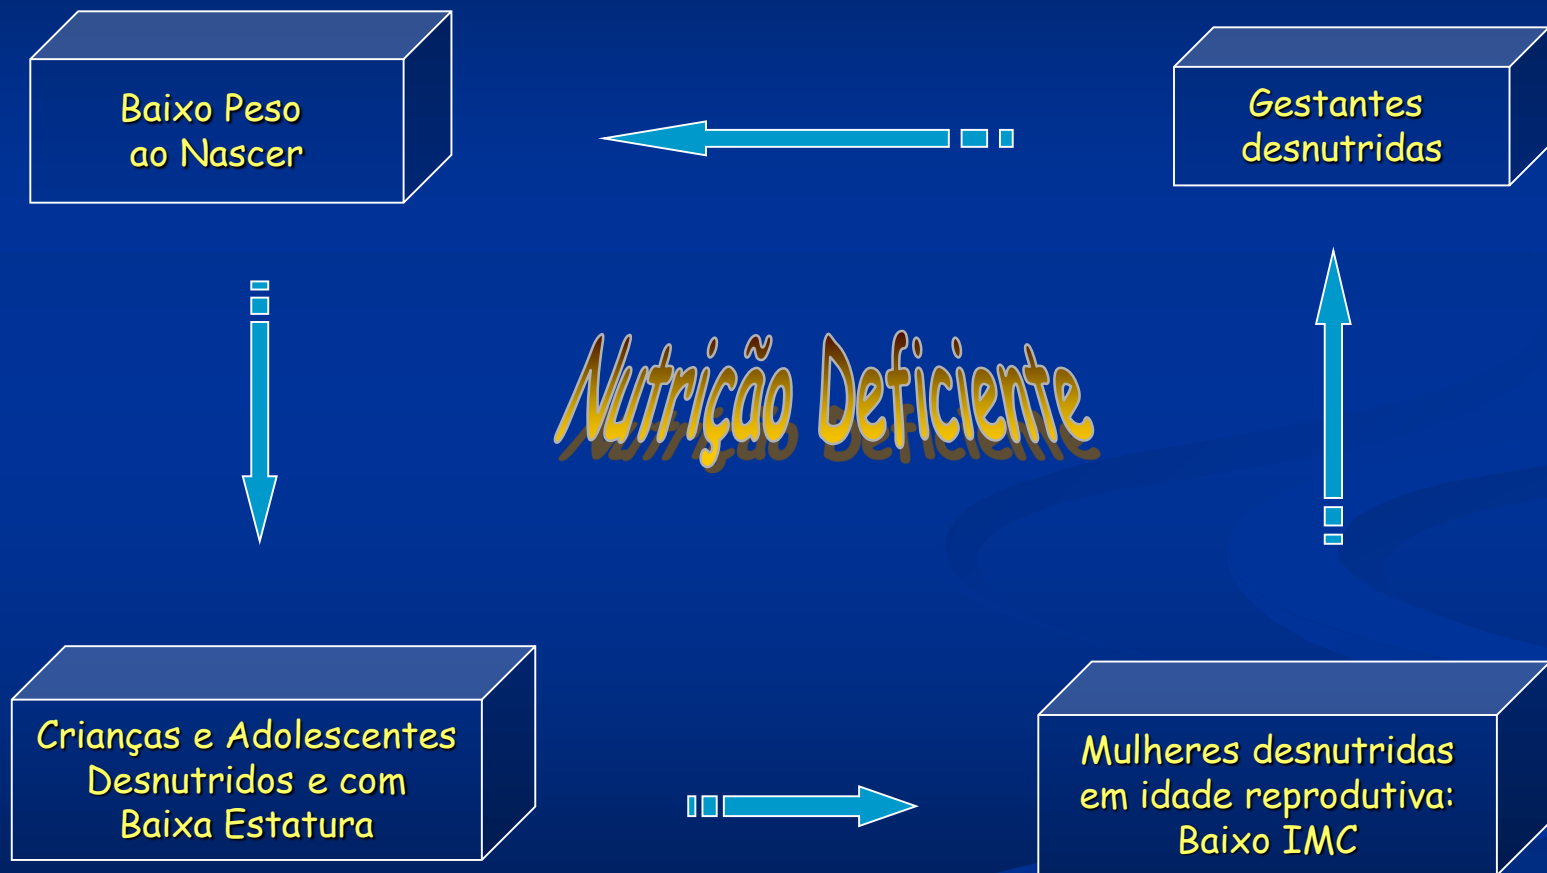 Baixo Peso
ao Nascer
Gestantes
desnutridas
Nutrição Deficiente
Crianças e Adolescentes
Desnutridos e com
Baixa Estatura
Mulheres desnutridas
em idade reprodutiva:
Baixo IMC